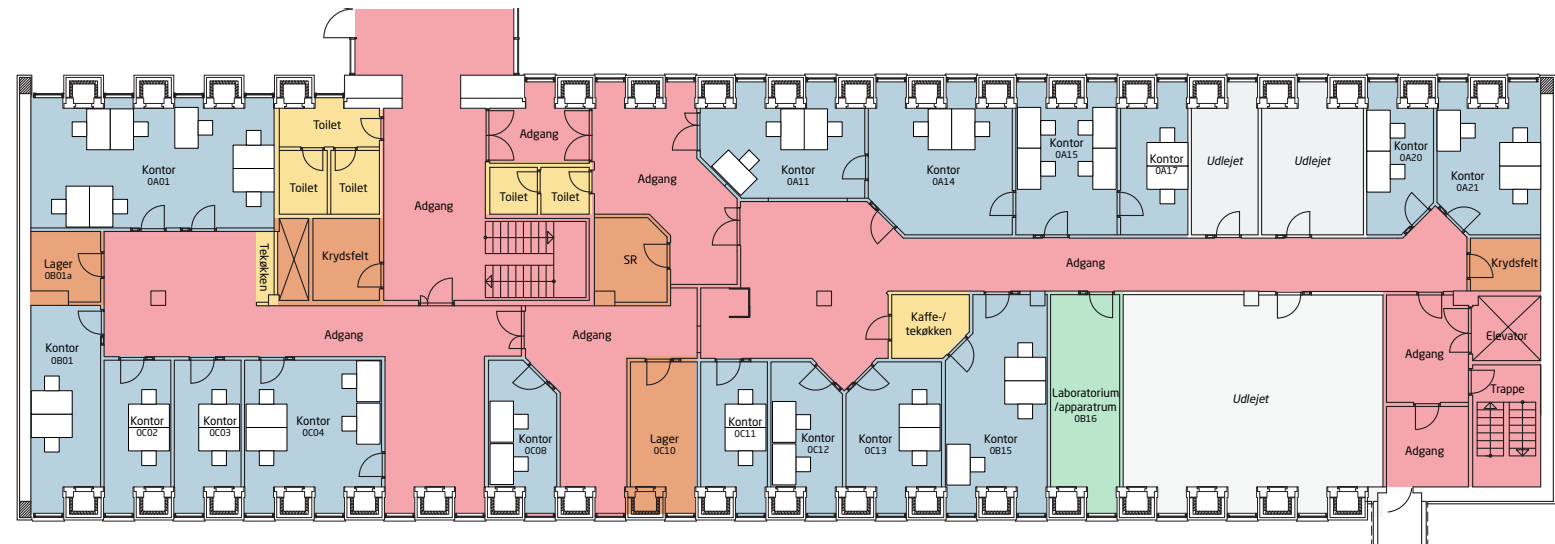 Toilet
Toilet
Toilet
Kontor
0A01
Adgang
Adgang
Toilet
Toilet
Adgang
Kontor
0A11
Kontor
0A14
Kontor
0A15
Kontor
0A17
Udlejet
Udlejet
Kontor
0A20
Kontor
0A21
Lager
0B01a
Tekøkken
Krydsfelt
SR
Adgang
Krydsfelt
Kontor
0B01
Adgang
Adgang
Kaffe-/
tekøkken
Elevator
Adgang
Kontor
0C02
Kontor
0C03
Kontor
0C04
Kontor
0C08
Lager
0C10
Kontor
0C11
Kontor
0C12
Kontor
0C13
Kontor
0B15
Laboratorium
/apparatrum
0B16
Udlejet
Trappe
Adgang